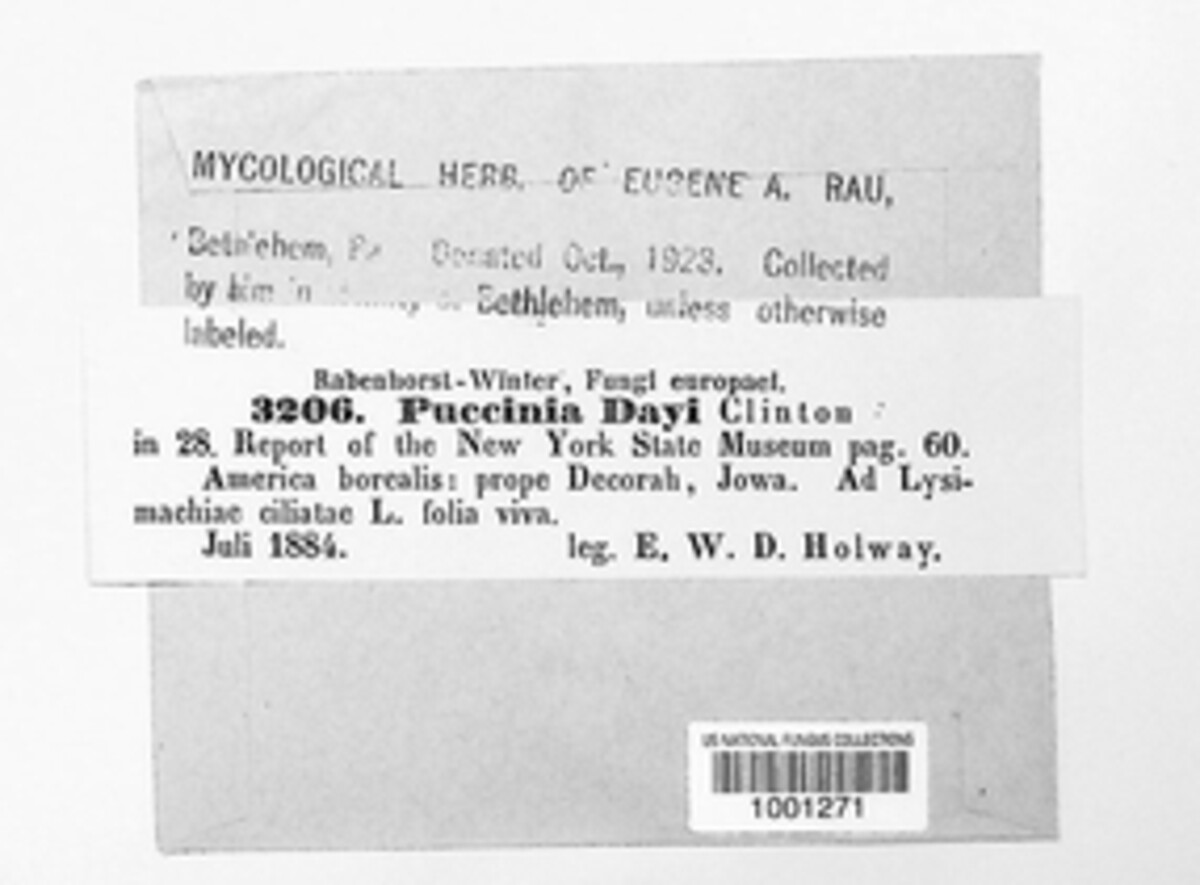 MYCOLOGICAL HERB. OF EUGENE A. RAU,
Bethlehem, Pa. Donated Oct., 1923. Collected
by him in Bethlehem, unless otherwise
labeled.
Rabenhorst-Winter, Fungi europaei.
3206. Puccinia Dayi Clinton
in 28. Report of the New York State Museum pag. 60.
America borealis: prope Decorah, Jowa. Ad Lysi-
machiae ciliatae L. folia viva.
Juli 1884. leg. E. W. D. Holway.
US NATIONAL FUNGUS COLLECTIONS
1001271